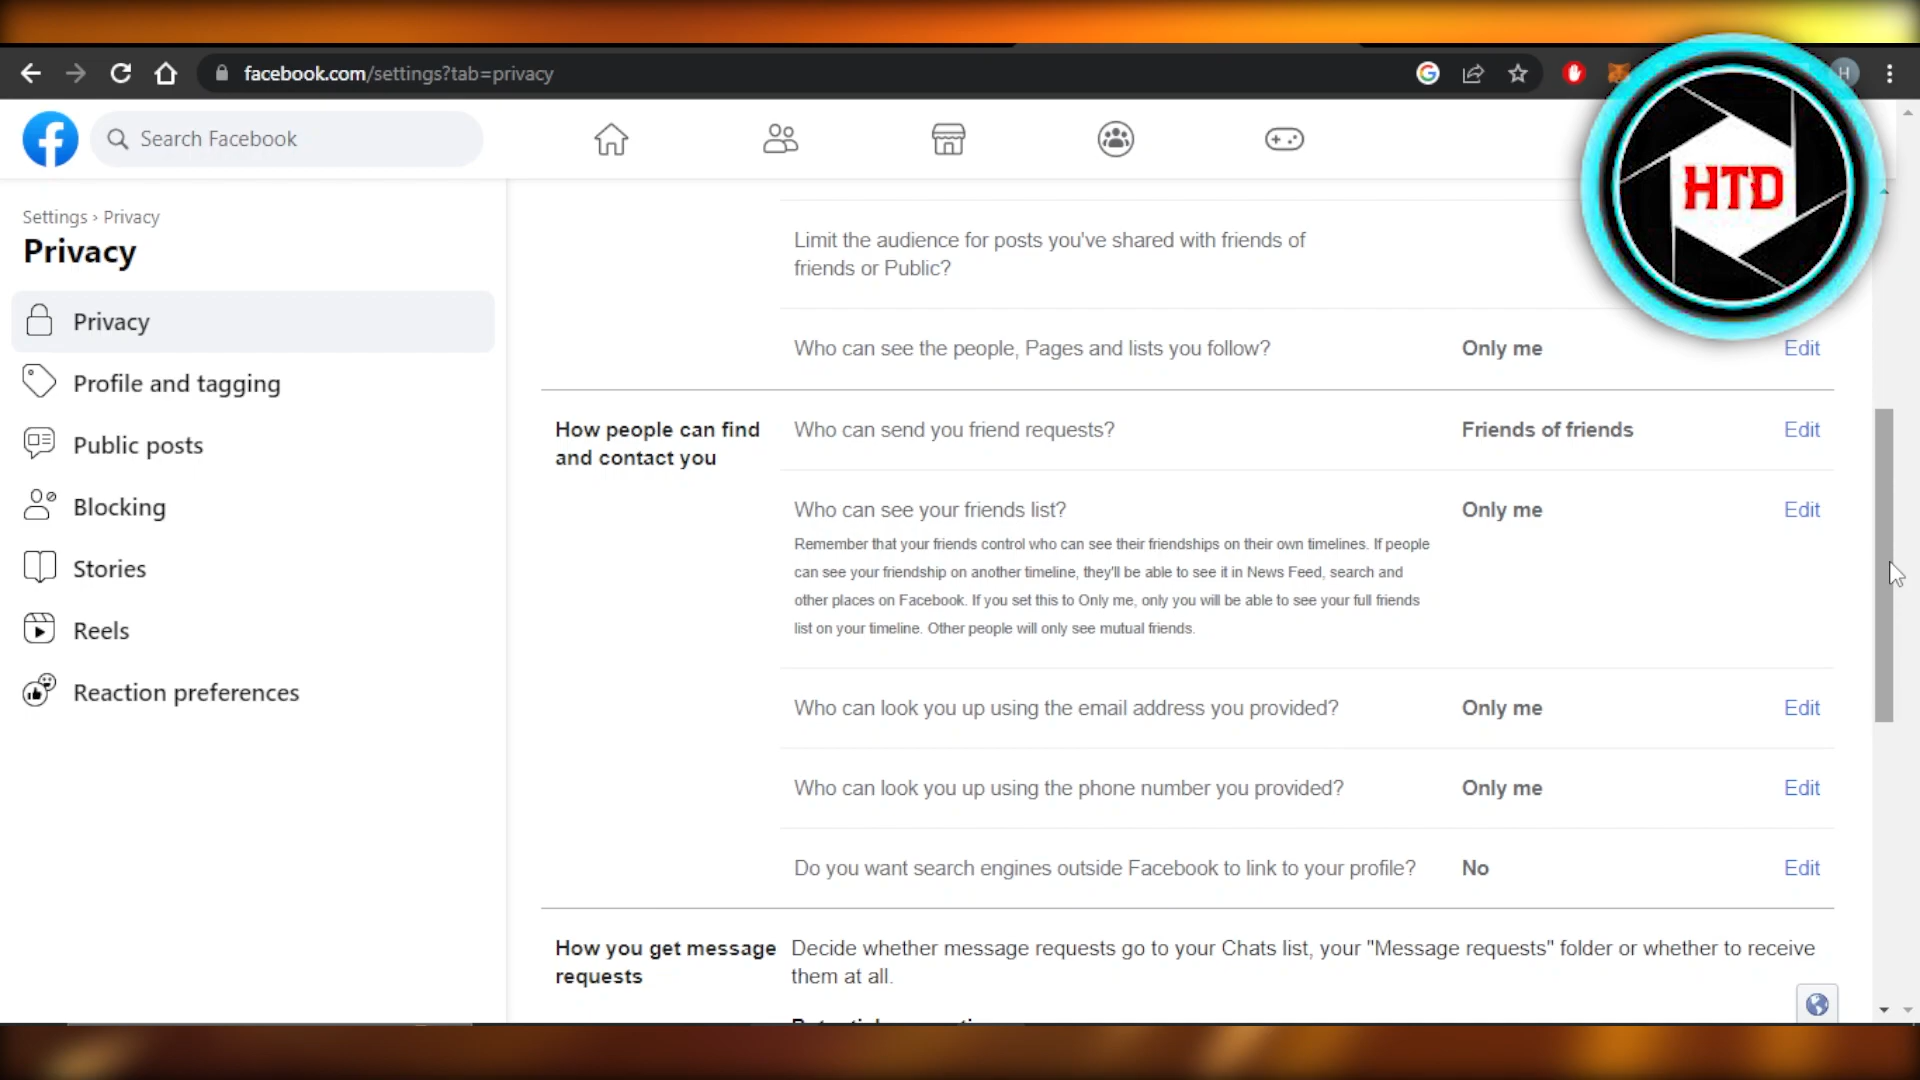 facebook.com/settings?tab=privacy
H
HTD
Search Facebook
Settings › Privacy
Privacy
Privacy
Profile and tagging
Public posts
Blocking
Stories
Reels
Reaction preferences
Limit the audience for posts you've shared with friends of
friends or Public?
Who can see the people, Pages and lists you follow? Only me Edit
How people can find
and contact you
Who can send you friend requests? Friends of friends Edit
Who can see your friends list? Only me Edit
Remember that your friends control who can see their friendships on their own timelines. If people
can see your friendship on another timeline, they'll be able to see it in News Feed, search and
other places on Facebook. If you set this to Only me, only you will be able to see your full friends
list on your timeline. Other people will only see mutual friends.
Who can look you up using the email address you provided? Only me Edit
Who can look you up using the phone number you provided? Only me Edit
Do you want search engines outside Facebook to link to your profile? No Edit
How you get message
requests
Decide whether message requests go to your Chats list, your "Message requests" folder or whether to receive
them at all.